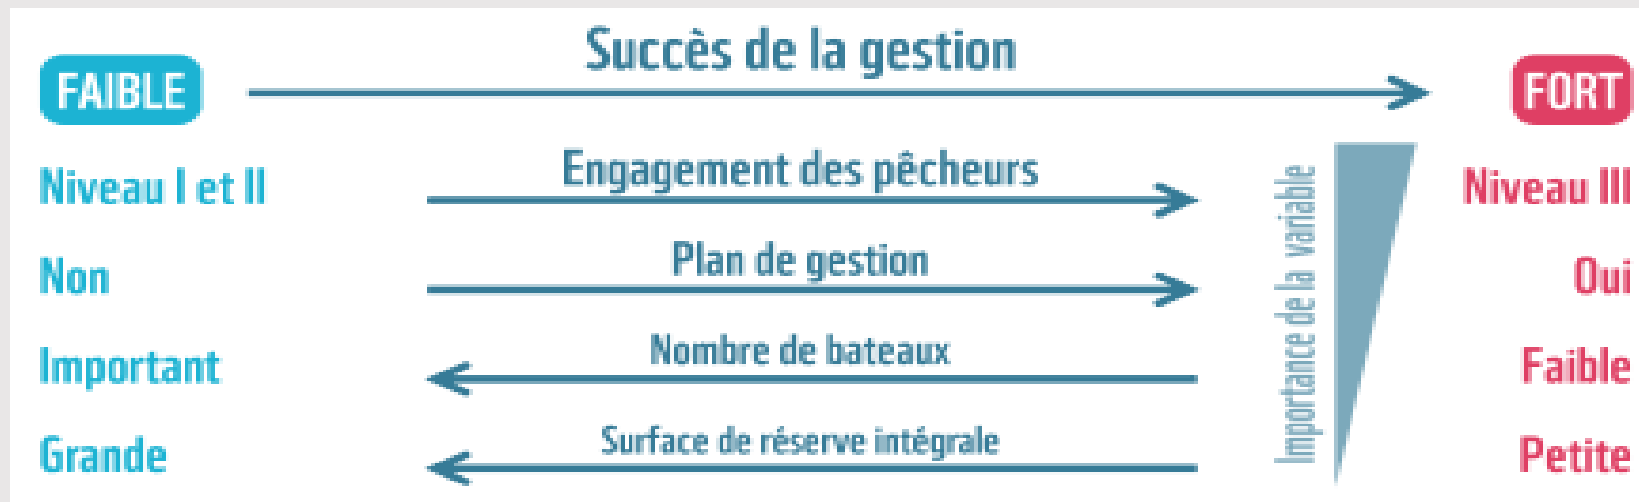 Succès de la gestion
FAIBLE
FORT
Niveau I et II
Engagement des pêcheurs
Niveau III
Non
Plan de gestion
Oui
Important
Nombre de bateaux
Faible
Grande
Surface de réserve intégrale
Petite
Importance de la variable